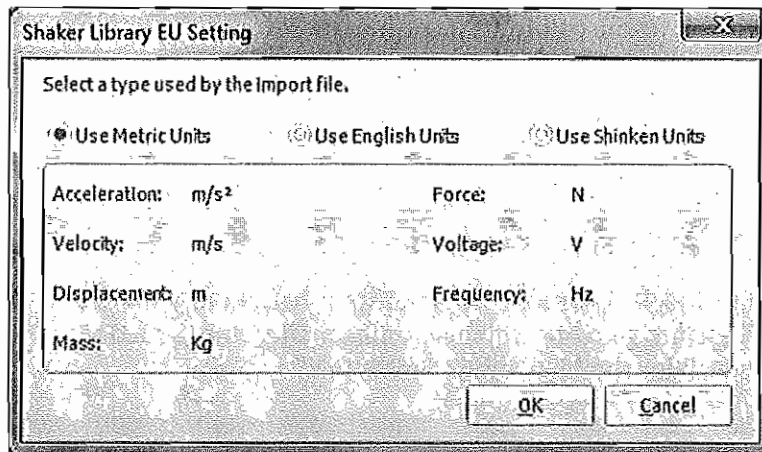 Shaker Library EU Setting
Select a type used by the Import file.
Use Metric Units Use English Units Use Shinken Units
Acceleration: m/s² Force: N
Velocity: m/s Voltage: V
Displacement: m Frequency: Hz
Mass: Kg
OK Cancel